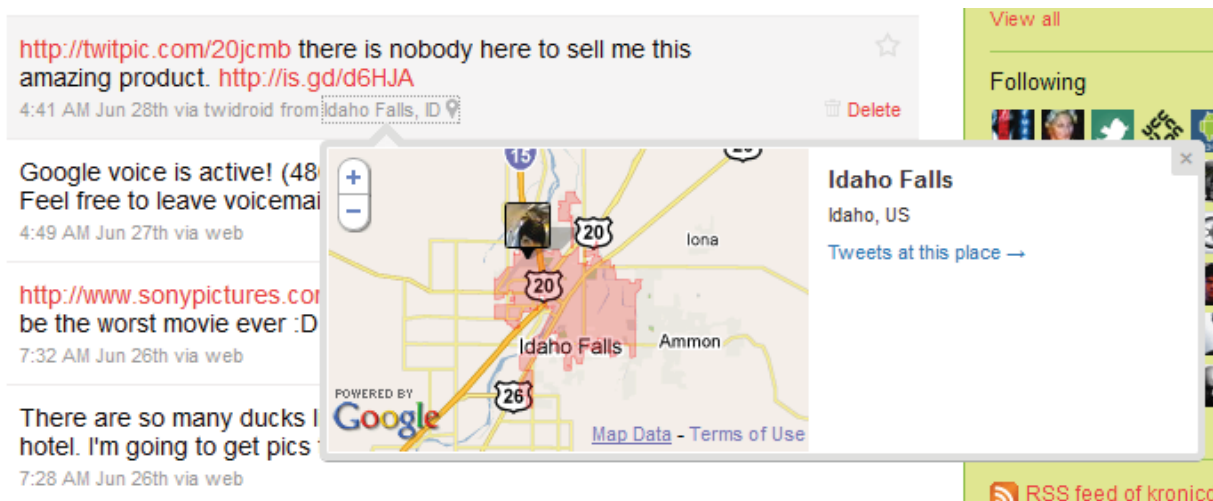 View all
http://twitpic.com/20jcmb there is nobody here to sell me this
amazing product. http://is.gd/d6HJA
4:41 AM Jun 28th via twidroid from Idaho Falls, ID
Delete
Following
Google voice is active! (48
Feel free to leave voicemai
4:49 AM Jun 27th via web
http://www.sonypictures.co
be the worst movie ever :D
7:32 AM Jun 26th via web
There are so many ducks
hotel. I'm going to get pics
7:28 AM Jun 26th via web
15
20
Iona
20
Idaho Falls
Ammon
26
POWERED BY
Google
Map Data - Terms of Use
Idaho Falls
Idaho, US
Tweets at this place →
RSS feed of kronic